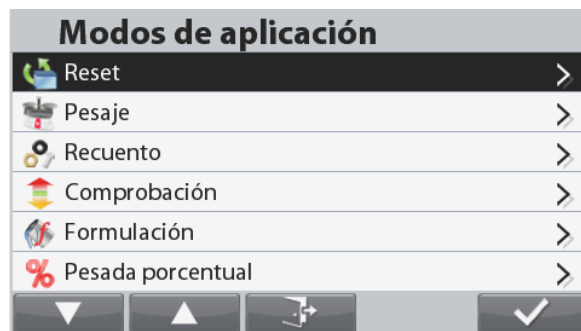 Modos de aplicación
Reset
Pesaje
Recuento
Comprobación
Formulación
Pesada porcentual